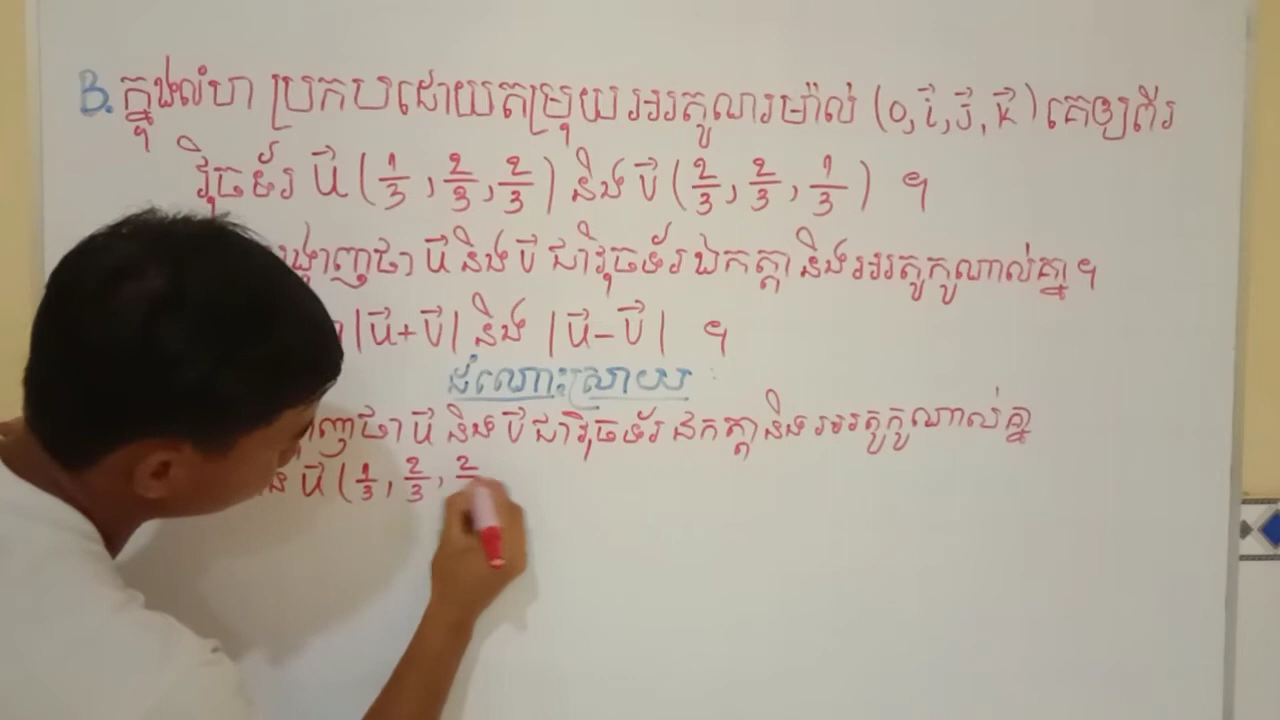 B. ក្នុងលំហា ប្រកបដោយតម្រុយអរតូណរម៉ាល់ (0, i⃗, j⃗, k⃗) គេឲ្យពីរ
វ៉ិចទ័រ u⃗ (1/3, 2/3, 2/3) និង v⃗ (2/3, 2/3, 1/3) ។
ង្ហាញថា u⃗ និង v⃗ ជាវ៉ិចទ័រឯកត្តា និងអរតូកូណាល់គ្នា។
|u⃗+v⃗| និង |u⃗−v⃗| ។
ដំណោះស្រាយ
ញថា u⃗ និង v⃗ ជាវ៉ិចទ័រឯកត្តានិងអរតូកូណាល់គ្នា
u⃗ (1/3, 2/3, 2